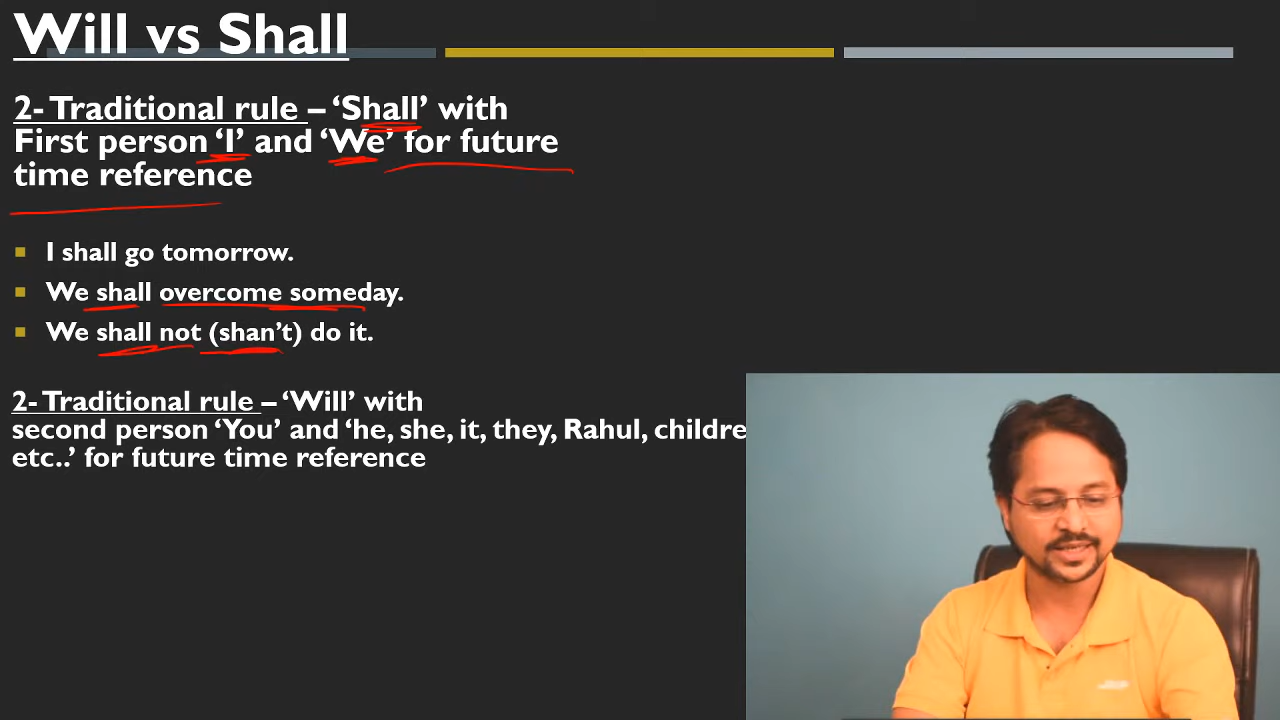 Will vs Shall
2- Traditional rule – ‘Shall’ with
First person ‘I’ and ‘We’ for future
time reference
I shall go tomorrow.
We shall overcome someday.
We shall not (shan’t) do it.
2- Traditional rule – ‘Will’ with
second person ‘You’ and ‘he, she, it, they, Rahul, childre
etc..’ for future time reference